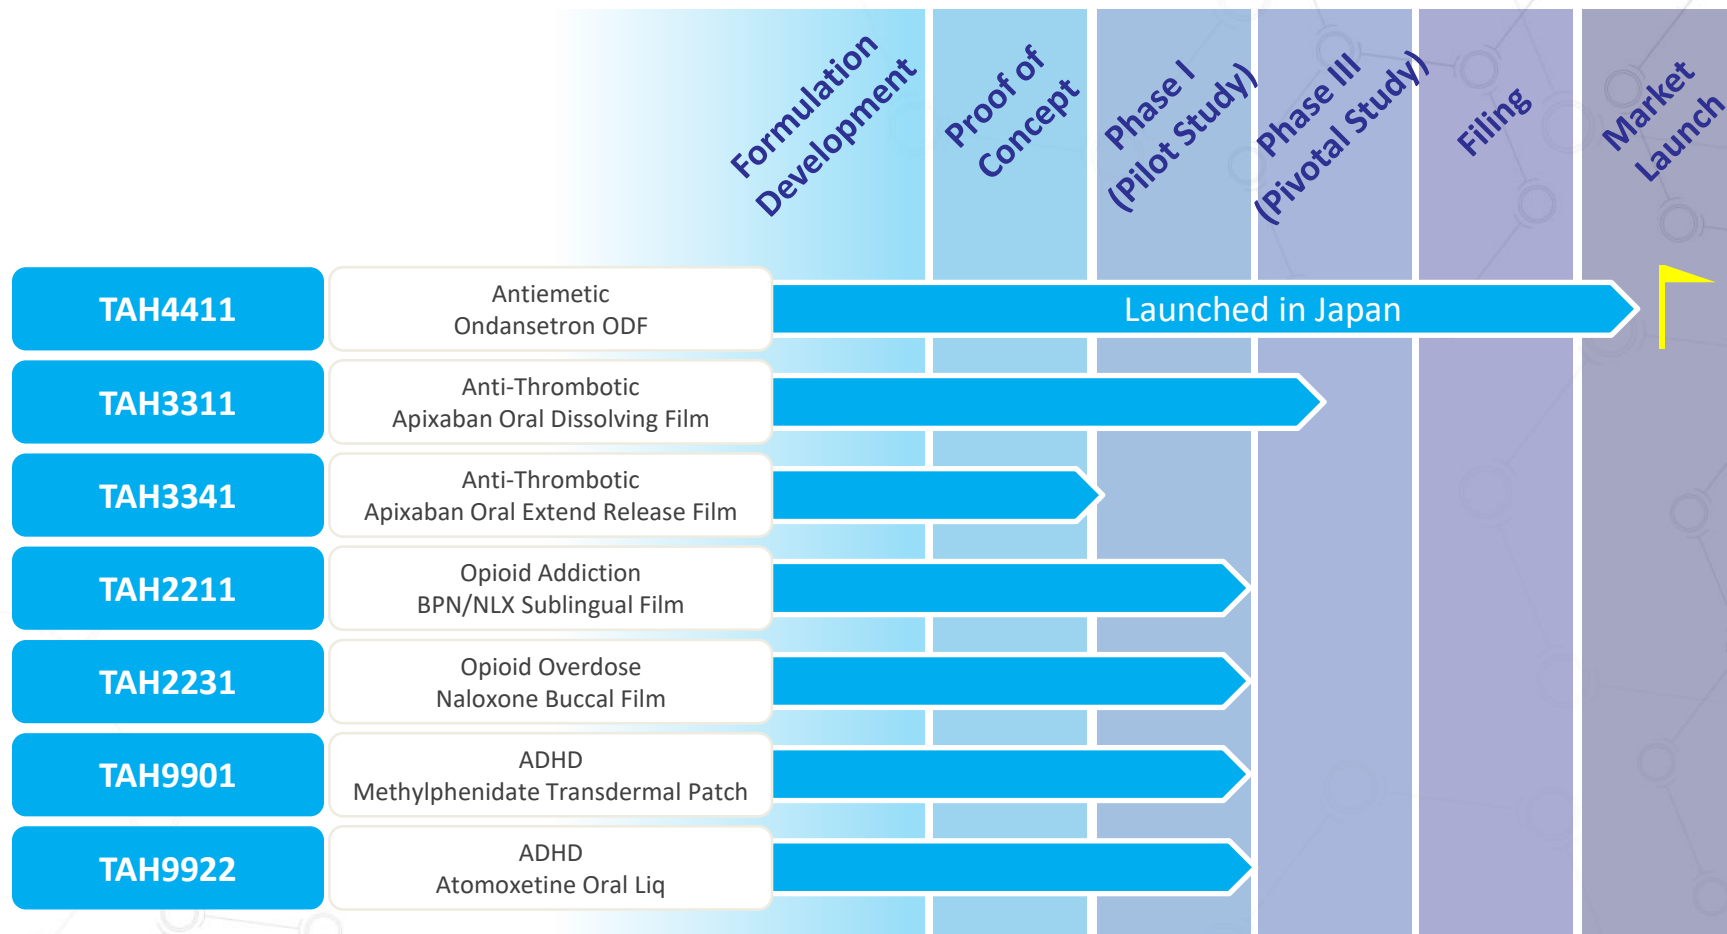 Formulation
Development
Proof of
Concept
Phase I
(Pilot Study)
Phase III
(Pivotal Study)
Filling
Market
Launch
TAH4411
Antiemetic
Ondansetron ODF
Launched in Japan
TAH3311
Anti-Thrombotic
Apixaban Oral Dissolving Film
TAH3341
Anti-Thrombotic
Apixaban Oral Extend Release Film
TAH2211
Opioid Addiction
BPN/NLX Sublingual Film
TAH2231
Opioid Overdose
Naloxone Buccal Film
TAH9901
ADHD
Methylphenidate Transdermal Patch
TAH9922
ADHD
Atomoxetine Oral Liq